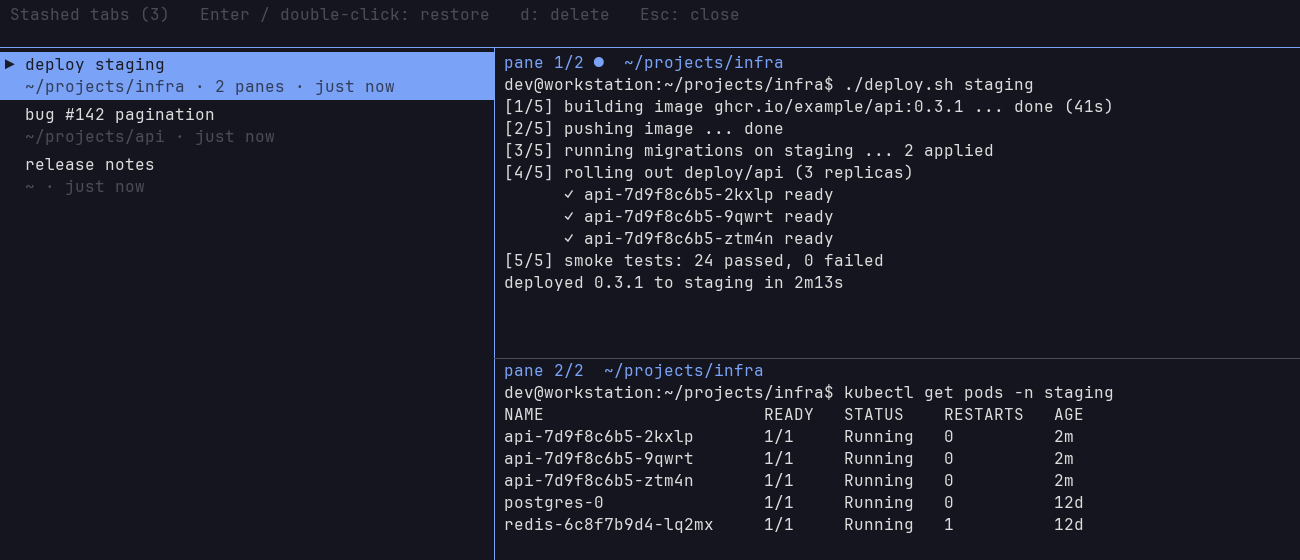 Stashed tabs (3)   Enter / double-click: restore   d: delete   Esc: close
▶ deploy staging
~/projects/infra · 2 panes · just now
bug #142 pagination
~/projects/api · just now
release notes
~ · just now
pane 1/2 ●  ~/projects/infra
dev@workstation:~/projects/infra$ ./deploy.sh staging
[1/5] building image ghcr.io/example/api:0.3.1 ... done (41s)
[2/5] pushing image ... done
[3/5] running migrations on staging ... 2 applied
[4/5] rolling out deploy/api (3 replicas)
      ✓ api-7d9f8c6b5-2kxlp ready
      ✓ api-7d9f8c6b5-9qwrt ready
      ✓ api-7d9f8c6b5-ztm4n ready
[5/5] smoke tests: 24 passed, 0 failed
deployed 0.3.1 to staging in 2m13s
pane 2/2  ~/projects/infra
dev@workstation:~/projects/infra$ kubectl get pods -n staging
NAME                      READY   STATUS    RESTARTS   AGE
api-7d9f8c6b5-2kxlp       1/1     Running   0          2m
api-7d9f8c6b5-9qwrt       1/1     Running   0          2m
api-7d9f8c6b5-ztm4n       1/1     Running   0          2m
postgres-0                1/1     Running   0          12d
redis-6c8f7b9d4-lq2mx     1/1     Running   1          12d